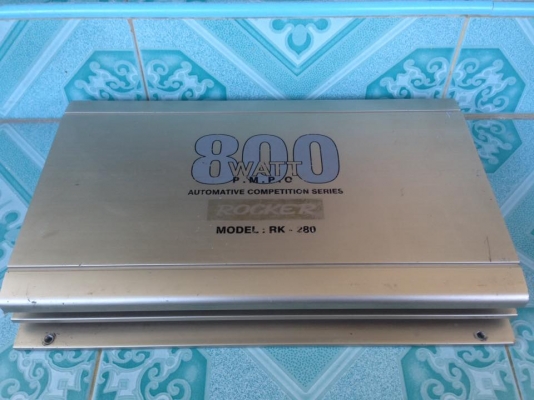 800
WATT
P.M.P.O
AUTOMATIVE COMPETITION SERIES
ROCKER
MODEL : RK - 280